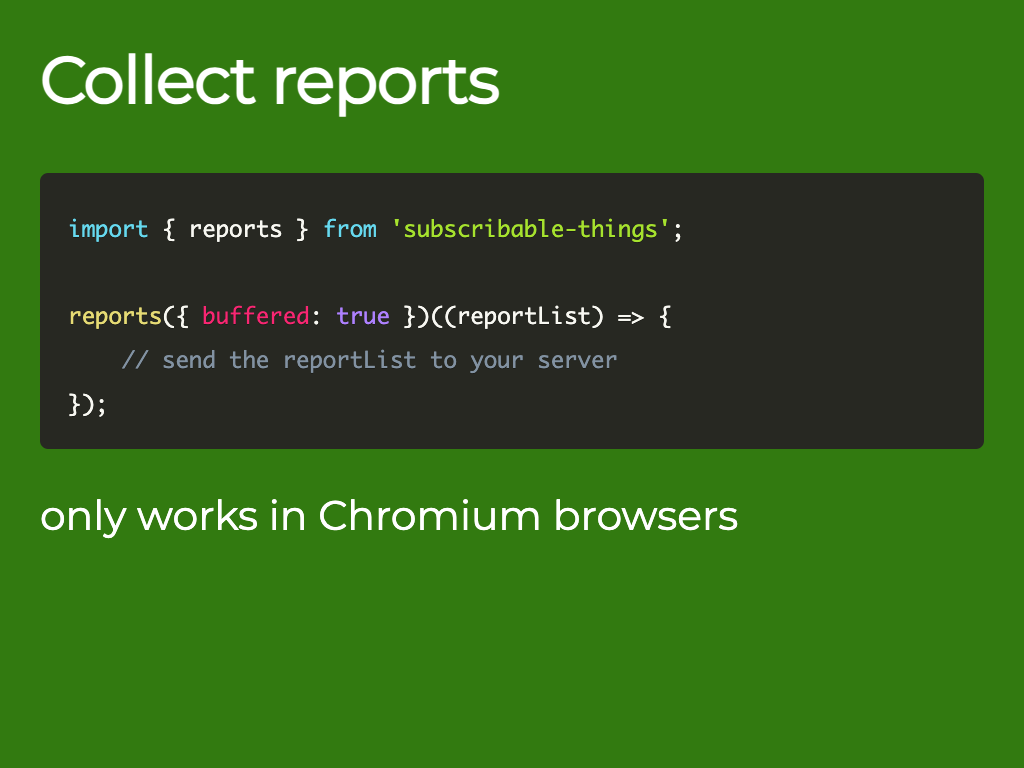 Collect reports
import { reports } from 'subscribable-things';
reports({ buffered: true })((reportList) => {
    // send the reportList to your server
});
only works in Chromium browsers